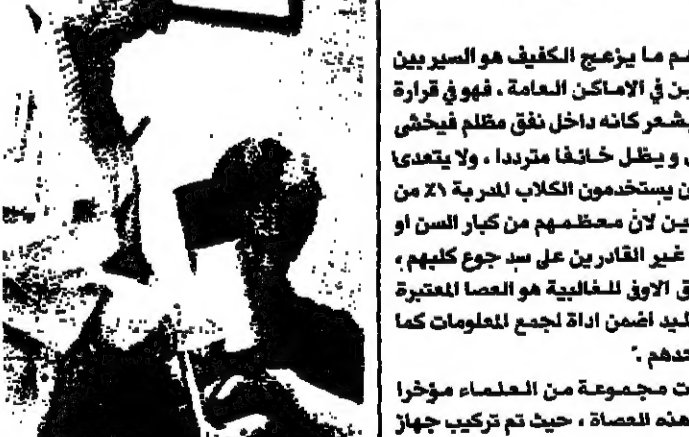 هم ما يزعج الكفيف هو السير بين
ين في الاماكن العامة ، فهو في قرارة
يشعر كانه داخل نفق مظلم فيخشى
ويظل خائفا مترددا ، ولا يتعدى
ن يستخدمون الكلاب المدربة ١٪ من
ين لان معظمهم من كبار السن او
غير القادرين على سد جوع كلبهم ،
ق الاوفى للغالبية هو العصا المعتبرة
ليد اضمن اداة لجمع المعلومات كما
حدهم ."
ت مجموعة من العلماء مؤخرا
هذه العصاة ، حيث تم تركيب جهاز